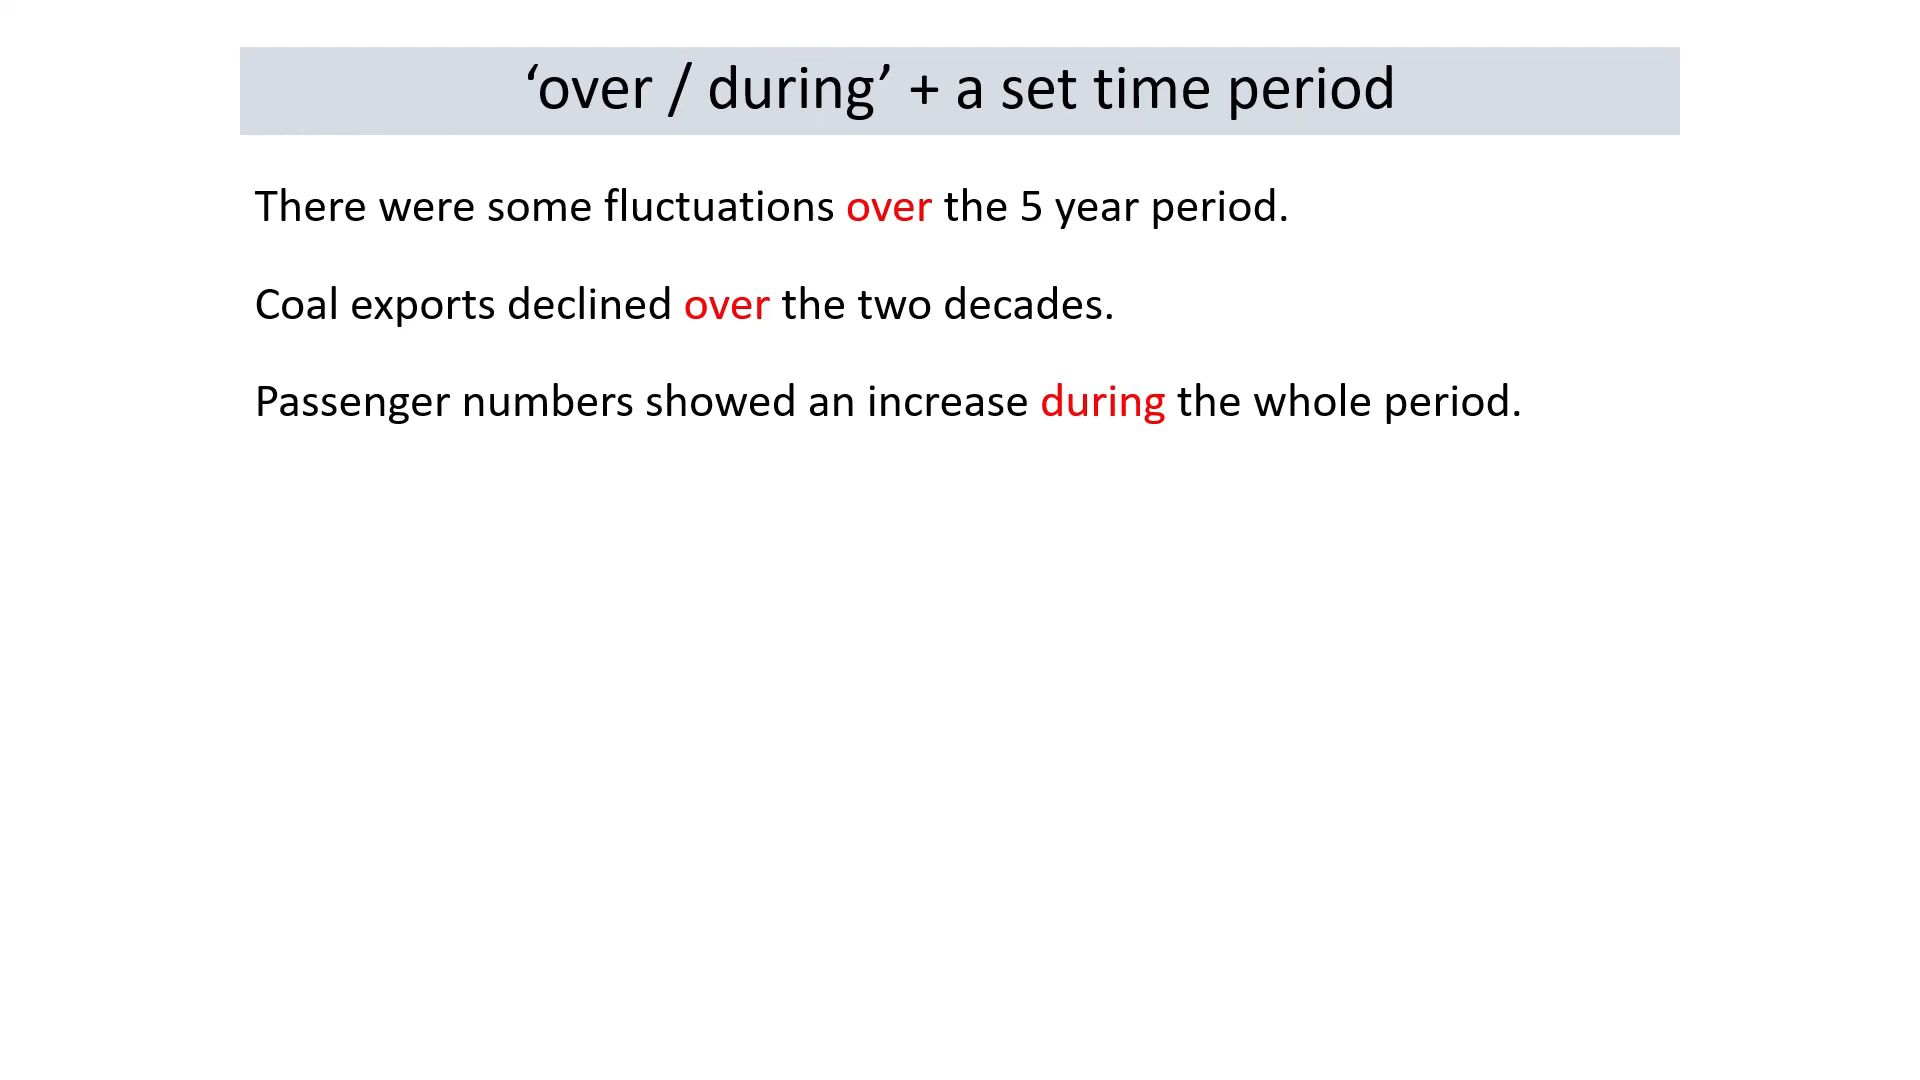 ‘over / during’ + a set time period
There were some fluctuations over the 5 year period.
Coal exports declined over the two decades.
Passenger numbers showed an increase during the whole period.